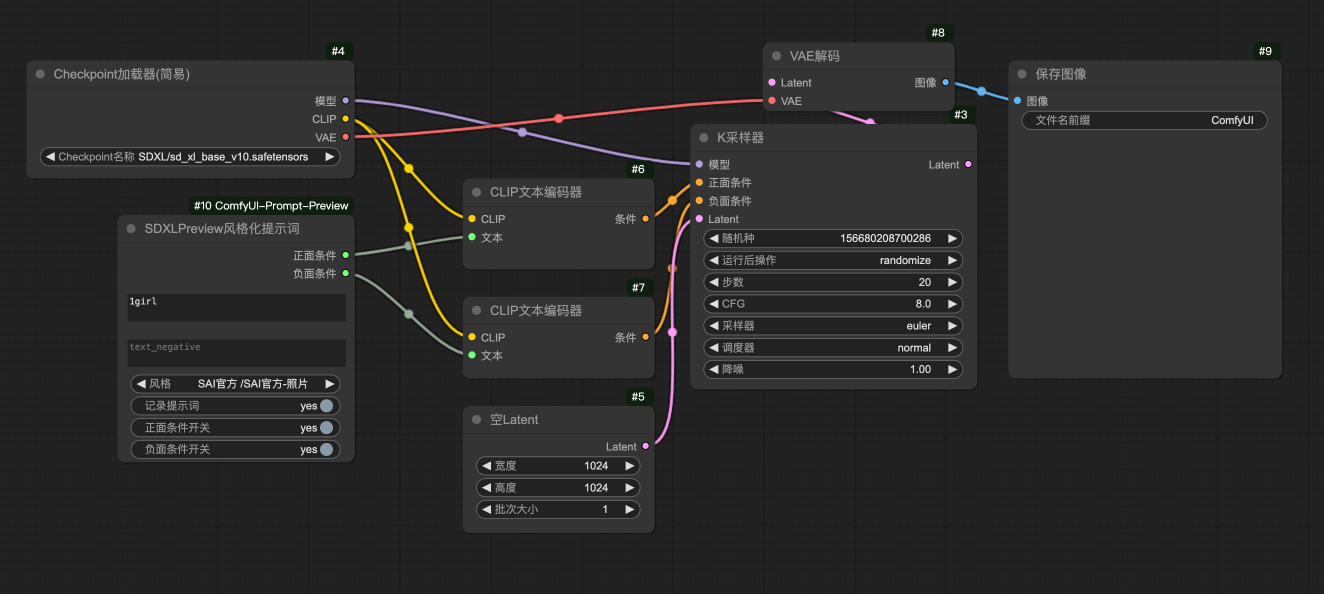 #4
Checkpoint加载器(简易)
模型
CLIP
VAE
Checkpoint名称 SDXL/sd_xl_base_v10.safetensors
#10 ComfyUI-Prompt-Preview
SDXLPreview风格化提示词
正面条件
负面条件
1girl
text_negative
风格 SAI官方 /SAI官方-照片
记录提示词 yes
正面条件开关 yes
负面条件开关 yes
#6
CLIP文本编码器
CLIP 条件
文本
#7
CLIP文本编码器
CLIP 条件
文本
#5
空Latent
Latent
宽度 1024
高度 1024
批次大小 1
#8
VAE解码
Latent 图像
VAE
#3
K采样器
模型 Latent
正面条件
负面条件
Latent
随机种 156680208700286
运行后操作 randomize
步数 20
CFG 8.0
采样器 euler
调度器 normal
降噪 1.00
#9
保存图像
图像
文件名前缀 ComfyUI